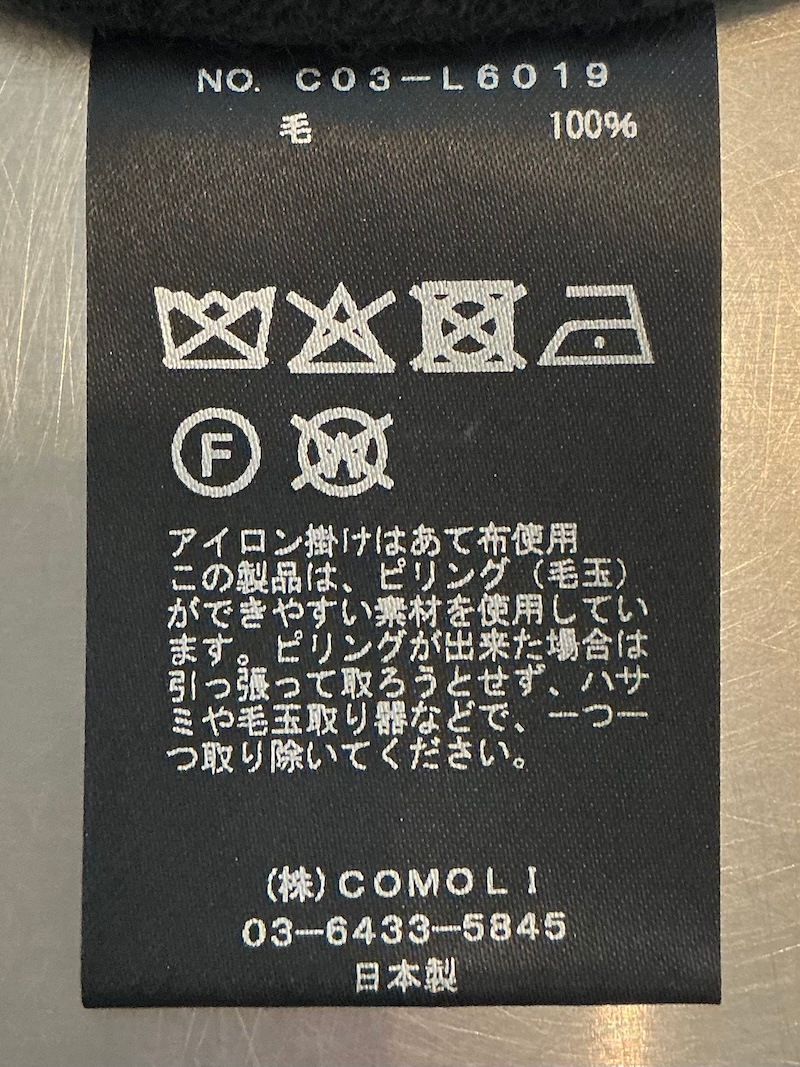 NO. C03−L6019
毛 100%
F W
アイロン掛けはあて布使用
この製品は、ピリング（毛玉）
ができやすい素材を使用してい
ます。ピリングが出来た場合は
引っ張って取ろうとせず、ハサ
ミや毛玉取り器などで、一つ一
つ取り除いてください。
(株)COMOLI
03−6433−5845
日本製